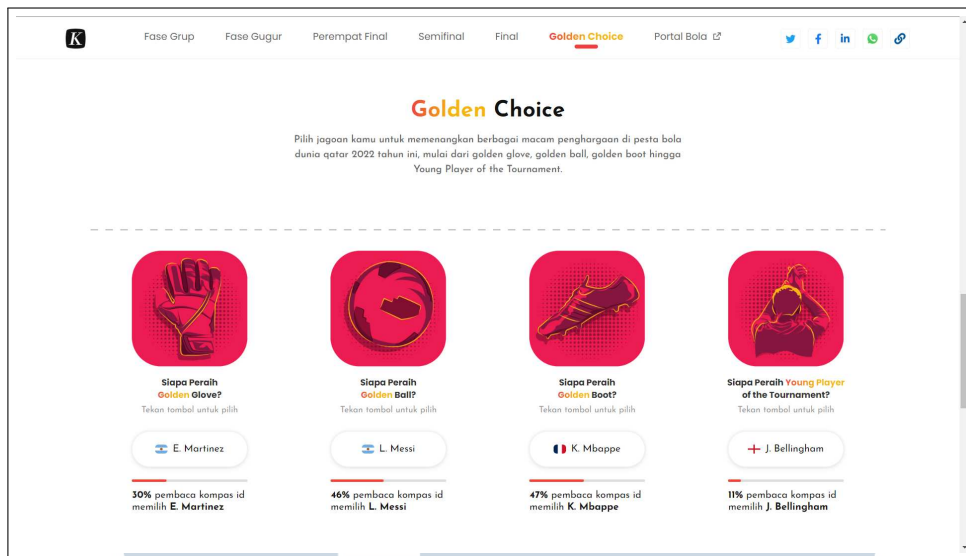 K
Fase Grup Fase Gugur Perempat Final Semifinal Final Golden Choice Portal Bola
Golden Choice
Pilih jagoan kamu untuk memenangkan berbagai macam penghargaan di pesta bola
dunia qatar 2022 tahun ini, mulai dari golden glove, golden ball, golden boot hingga
Young Player of the Tournament.
Siapa Peraih
Golden Glove?
Tekan tombol untuk pilih
E. Martinez
30% pembaca kompas id
memilih E. Martinez
Siapa Peraih
Golden Ball?
Tekan tombol untuk pilih
L. Messi
46% pembaca kompas id
memilih L. Messi
Siapa Peraih
Golden Boot?
Tekan tombol untuk pilih
K. Mbappe
47% pembaca kompas id
memilih K. Mbappe
Siapa Peraih Young Player
of the Tournament?
Tekan tombol untuk pilih
J. Bellingham
11% pembaca kompas id
memilih J. Bellingham